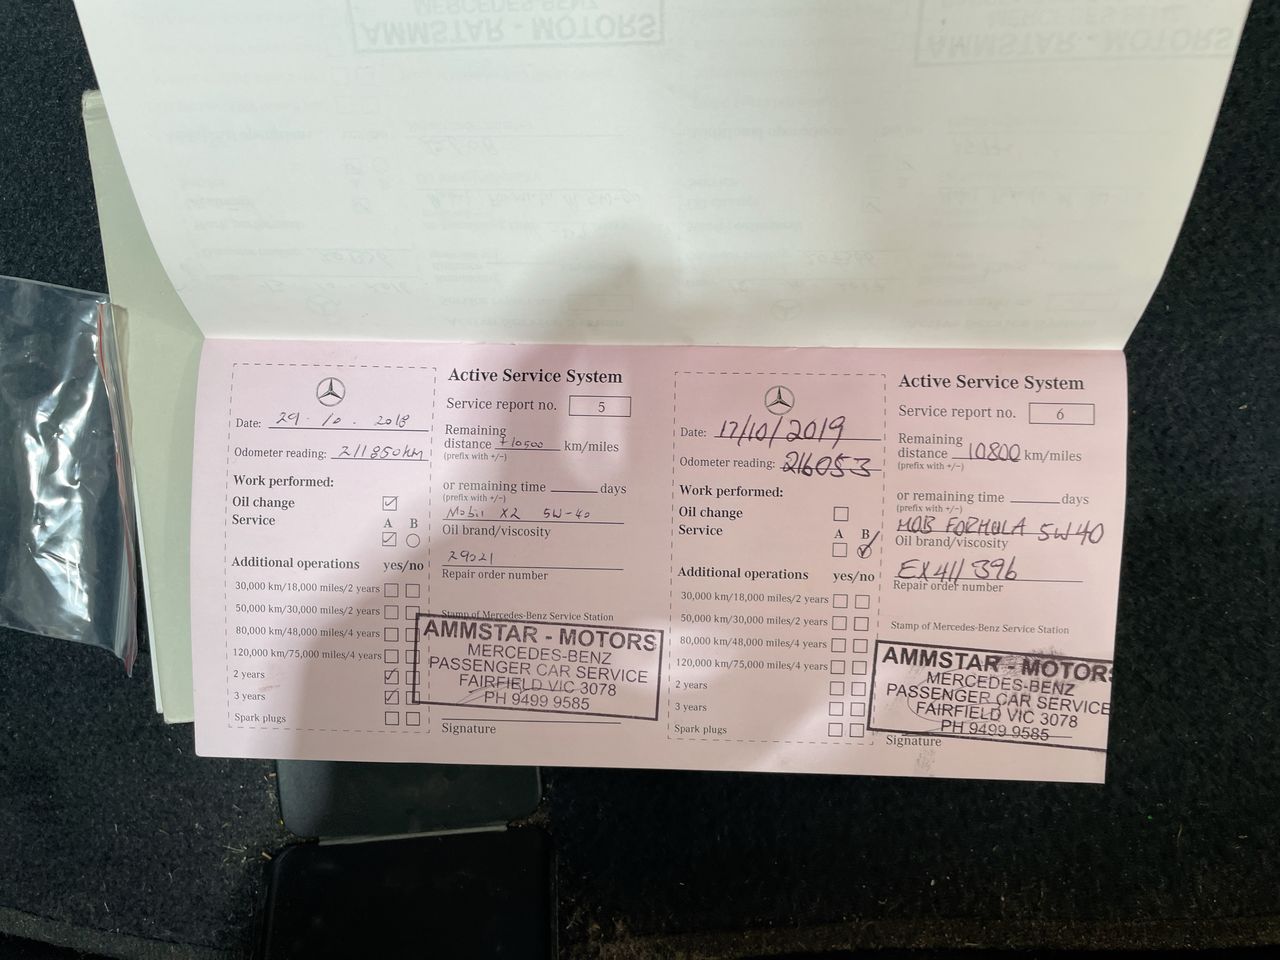 AMMSTAR - MOTORS
AMMSTAR - MOTORS
Date: 29 - 10 . 2018
Odometer reading: 211850km
Work performed:
Oil change
Service
A B
Additional operations yes/no
30,000 km/18,000 miles/2 years
50,000 km/30,000 miles/2 years
80,000 km/48,000 miles/4 years
120,000 km/75,000 miles/4 years
2 years
3 years
Spark plugs
Active Service System
Service report no. 5
Remaining
distance +10500 km/miles
(prefix with +/-)
or remaining time days
(prefix with +/-)
Mobil X2 5W-40
Oil brand/viscosity
29021
Repair order number
Stamp of Mercedes-Benz Service Station
AMMSTAR - MOTORS
MERCEDES-BENZ
PASSENGER CAR SERVICE
FAIRFIELD VIC 3078
PH 9499 9585
Signature
Date: 17/10/2019
Odometer reading: 216053
Work performed:
Oil change
Service
A B
Additional operations yes/no
30,000 km/18,000 miles/2 years
50,000 km/30,000 miles/2 years
80,000 km/48,000 miles/4 years
120,000 km/75,000 miles/4 years
2 years
3 years
Spark plugs
Active Service System
Service report no. 6
Remaining
distance 10800 km/miles
(prefix with +/-)
or remaining time days
(prefix with +/-)
MOB FORMULA 5W40
Oil brand/viscosity
EX411396
Repair order number
Stamp of Mercedes-Benz Service Station
AMMSTAR - MOTORS
MERCEDES-BENZ
PASSENGER CAR SERVICE
FAIRFIELD VIC 3078
PH 9499 9585
Signature